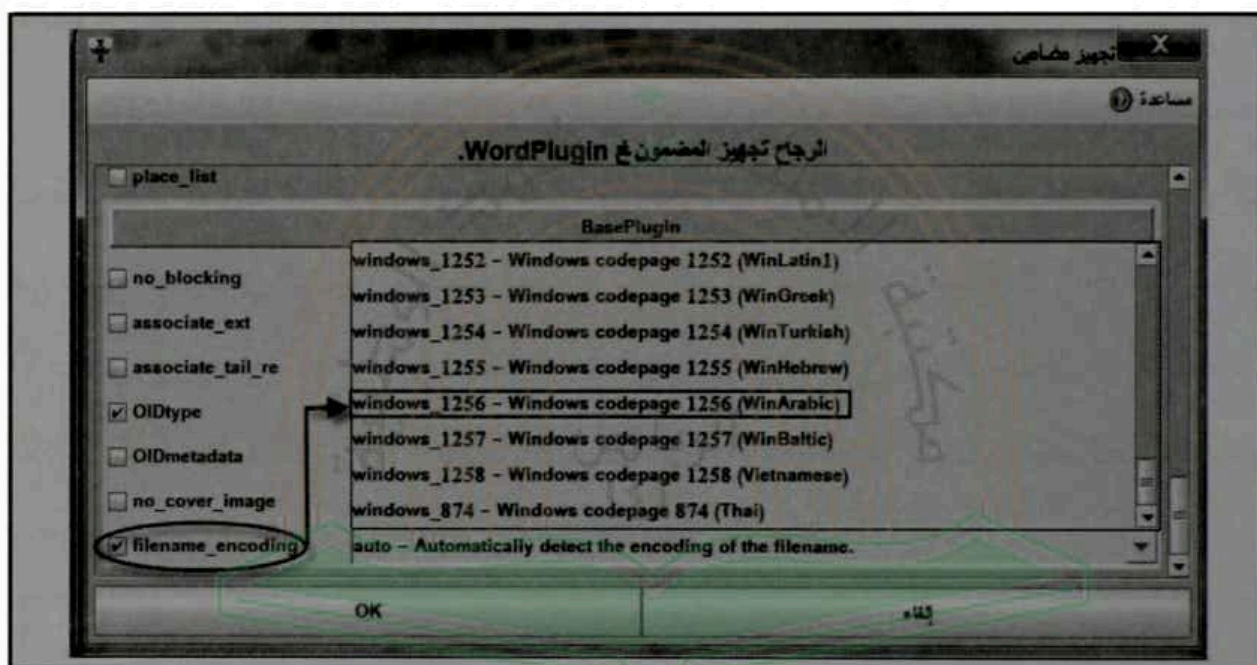 تجهيز مضامين
مساعدة
الرجاح تجهيز المضمون غ WordPlugin.
place_list
BasePlugin
no_blocking
associate_ext
associate_tail_re
OIDtype
OIDmetadata
no_cover_image
filename_encoding
windows_1252 – Windows codepage 1252 (WinLatin1)
windows_1253 – Windows codepage 1253 (WinGreek)
windows_1254 – Windows codepage 1254 (WinTurkish)
windows_1255 – Windows codepage 1255 (WinHebrew)
windows_1256 – Windows codepage 1256 (WinArabic)
windows_1257 – Windows codepage 1257 (WinBaltic)
windows_1258 – Windows codepage 1258 (Vietnamese)
windows_874 – Windows codepage 874 (Thai)
auto – Automatically detect the encoding of the filename.
OK
إلغاء